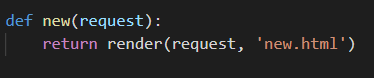 def new(request):
    return render(request, 'new.html')